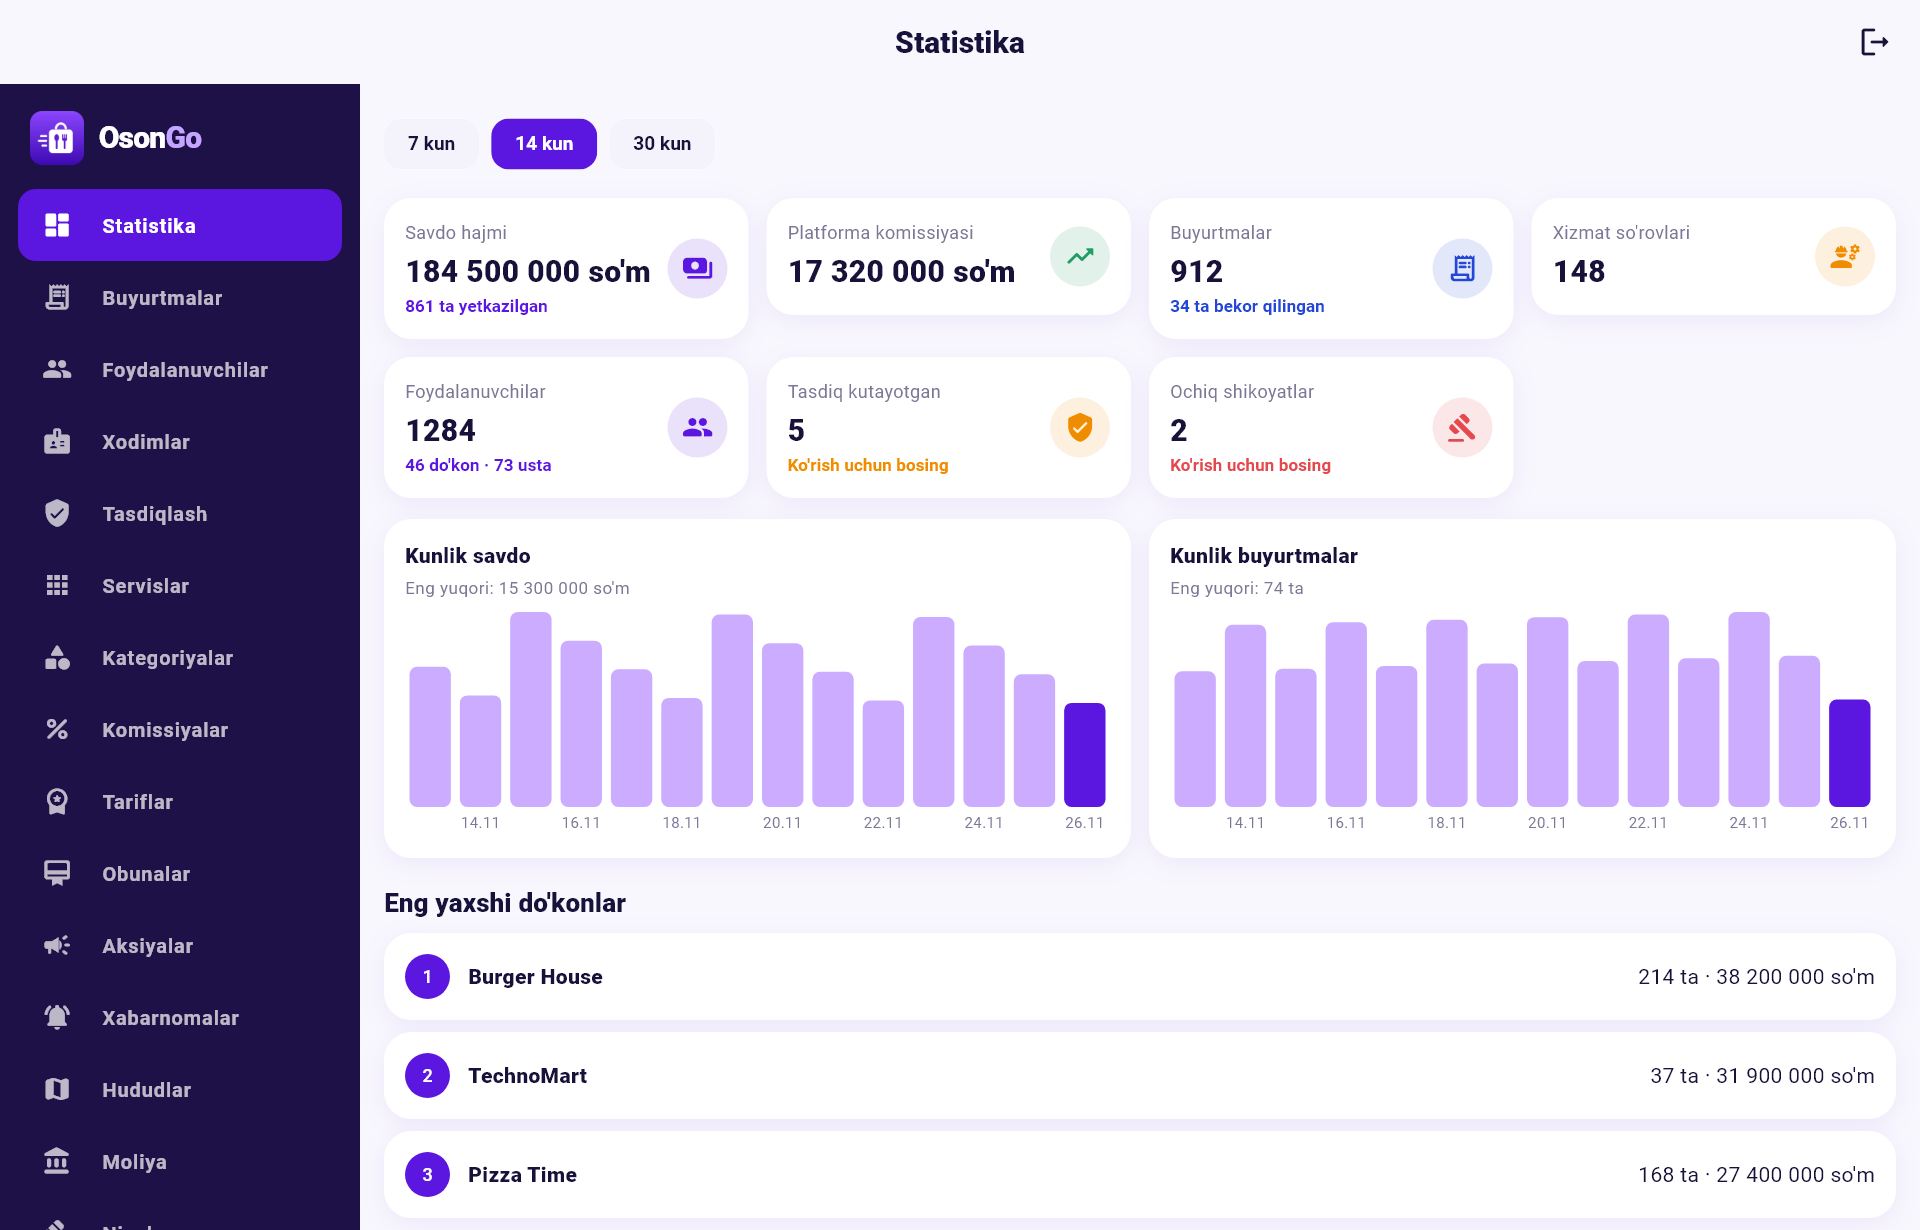 Statistika
OsonGo
Statistika
Buyurtmalar
Foydalanuvchilar
Xodimlar
Tasdiqlash
Servislar
Kategoriyalar
Komissiyalar
Tariflar
Obunalar
Aksiyalar
Xabarnomalar
Hududlar
Moliya
7 kun
14 kun
30 kun
Savdo hajmi
184 500 000 so'm
861 ta yetkazilgan
Platforma komissiyasi
17 320 000 so'm
Buyurtmalar
912
34 ta bekor qilingan
Xizmat so'rovlari
148
Foydalanuvchilar
1284
46 do'kon · 73 usta
Tasdiq kutayotgan
5
Ko'rish uchun bosing
Ochiq shikoyatlar
2
Ko'rish uchun bosing
Kunlik savdo
Eng yuqori: 15 300 000 so'm
14.11 16.11 18.11 20.11 22.11 24.11 26.11
Kunlik buyurtmalar
Eng yuqori: 74 ta
14.11 16.11 18.11 20.11 22.11 24.11 26.11
Eng yaxshi do'konlar
1 Burger House 214 ta · 38 200 000 so'm
2 TechnoMart 37 ta · 31 900 000 so'm
3 Pizza Time 168 ta · 27 400 000 so'm